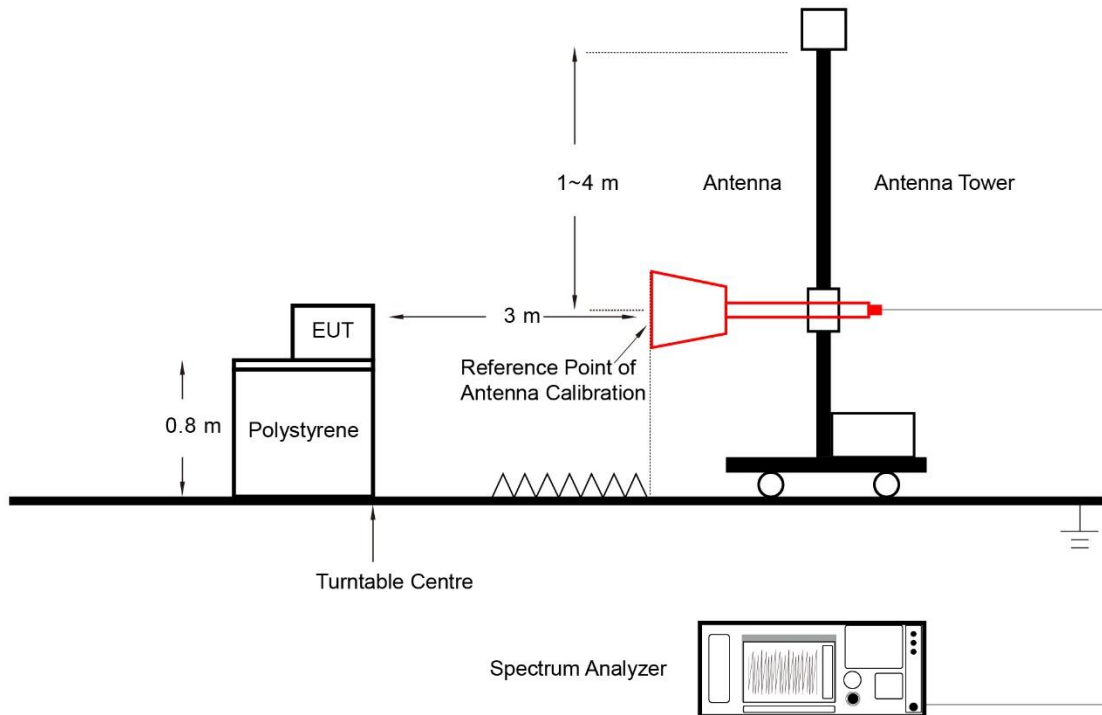 1~4 m
Antenna
Antenna Tower
3 m
EUT
Reference Point of
Antenna Calibration
0.8 m
Polystyrene
Turntable Centre
Spectrum Analyzer